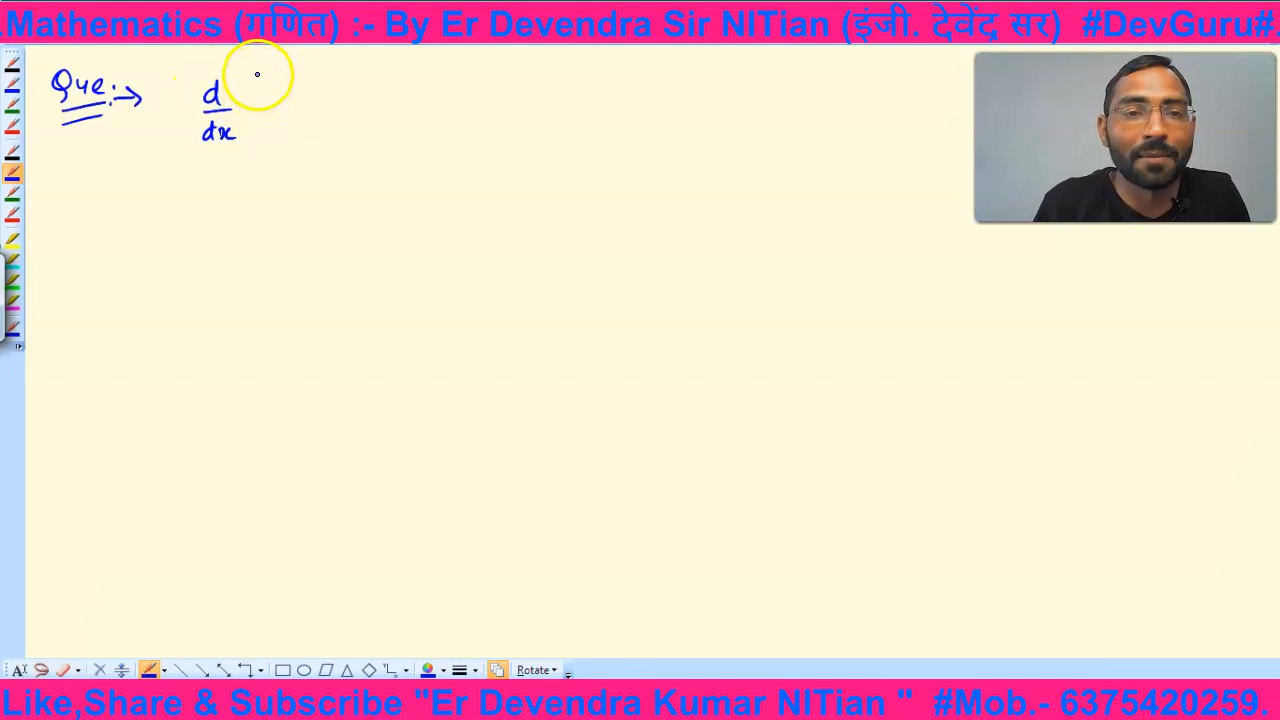 .Mathematics (गणित) :- By Er Devendra Sir NITian (इंजी. देवेंद्र सर) #DevGuru#.
Que :→ d
dx
Rotate
Like,Share & Subscribe "Er Devendra Kumar NITian " #Mob.- 6375420259.